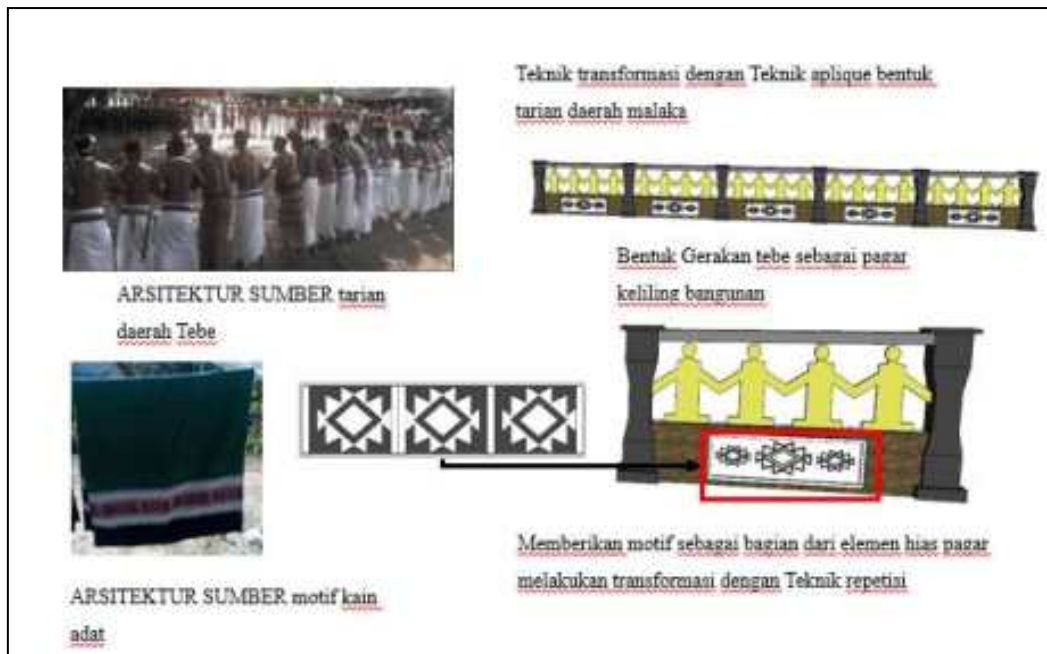 Teknik transformasi dengan Teknik aplique bentuk
tarian daerah malaka
ARSITEKTUR SUMBER tarian
daerah Tebe
Bentuk Gerakan tebe sebagai pagar
keliling bangunan
Memberikan motif sebagai bagian dari elemen hias pagar
melakukan transformasi dengan Teknik repetisi
ARSITEKTUR SUMBER motif kain
adat